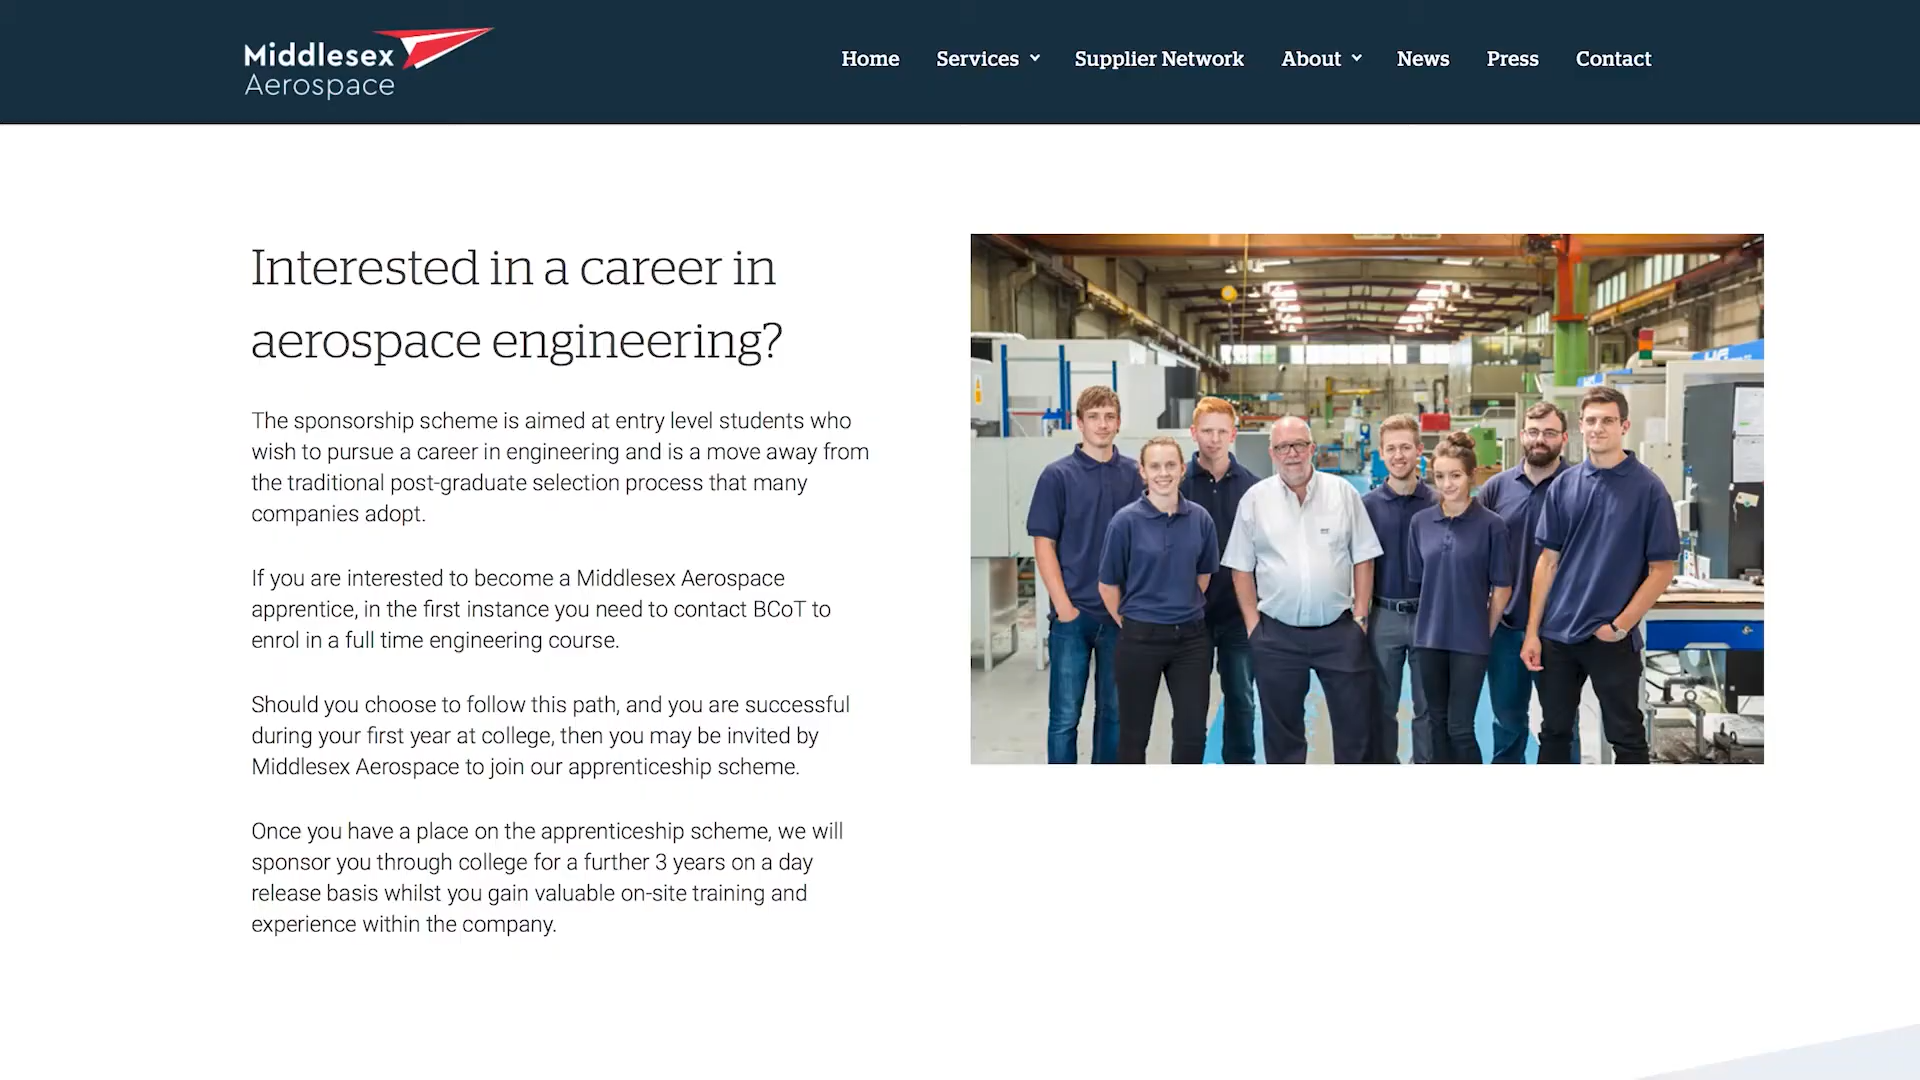 Middlesex
Aerospace
Home Services Supplier Network About News Press Contact
Interested in a career in
aerospace engineering?
The sponsorship scheme is aimed at entry level students who
wish to pursue a career in engineering and is a move away from
the traditional post-graduate selection process that many
companies adopt.
If you are interested to become a Middlesex Aerospace
apprentice, in the first instance you need to contact BCoT to
enrol in a full time engineering course.
Should you choose to follow this path, and you are successful
during your first year at college, then you may be invited by
Middlesex Aerospace to join our apprenticeship scheme.
Once you have a place on the apprenticeship scheme, we will
sponsor you through college for a further 3 years on a day
release basis whilst you gain valuable on-site training and
experience within the company.